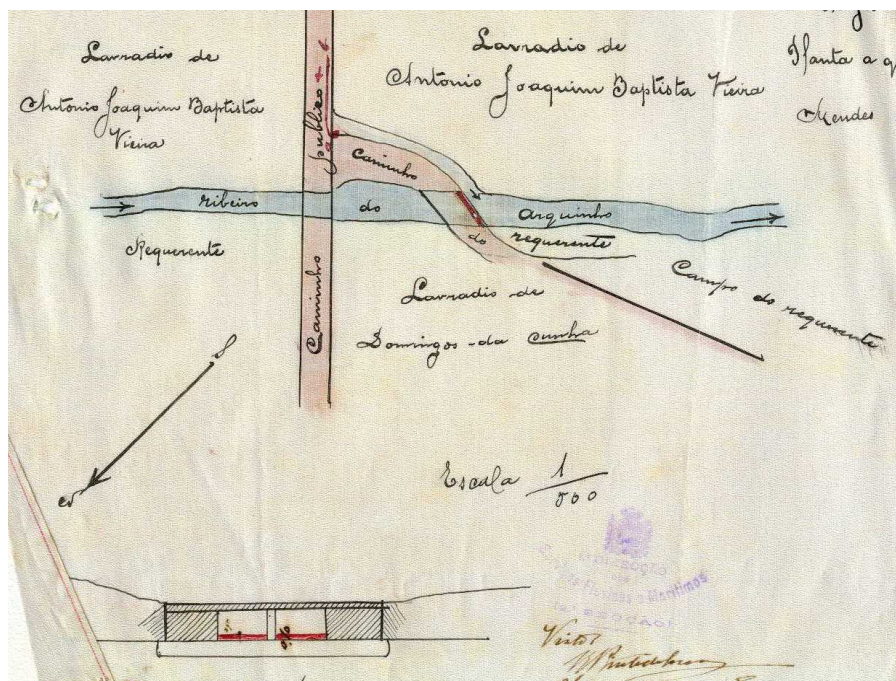 Lavradio de
Antonio Joaquim Baptista
Vieira
Lavradio de
Antonio Joaquim Baptista Vieira
Planta a q
Mendes
Caminho publico
Caminho
do
requerente
ribeiro do Arquinho
Requerente
Lavradio de
Domingos da Cunha
Campo do requerente
S
Escala 1/500
Visto